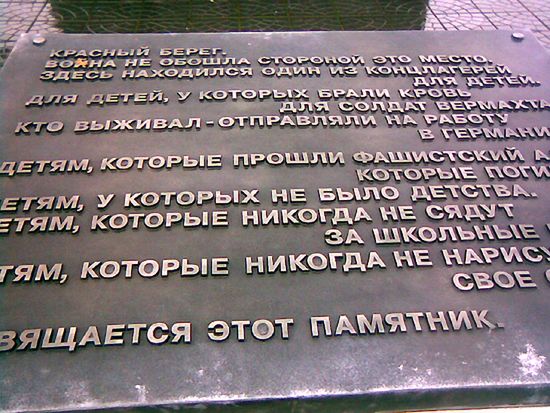 КРАСНЫЙ БЕРЕГ.
ВОЙНА НЕ ОБОШЛА СТОРОНОЙ ЭТО МЕСТО.
ЗДЕСЬ НАХОДИЛСЯ ОДИН ИЗ КОНЦЛАГЕРЕЙ
ДЛЯ ДЕТЕЙ.
ДЛЯ ДЕТЕЙ, У КОТОРЫХ БРАЛИ КРОВЬ
ДЛЯ СОЛДАТ ВЕРМАХТА
КТО ВЫЖИВАЛ - ОТПРАВЛЯЛИ НА РАБОТУ
В ГЕРМАНИ
ДЕТЯМ, КОТОРЫЕ ПРОШЛИ ФАШИСТСКИЙ А
КОТОРЫЕ ПОГИ
ЕТЯМ, У КОТОРЫХ НЕ БЫЛО ДЕТСТВА.
ЕТЯМ, КОТОРЫЕ НИКОГДА НЕ СЯДУТ
ЗА ШКОЛЬНЫЕ
ТЯМ, КОТОРЫЕ НИКОГДА НЕ НАРИСУ
СВОЕ
ВЯЩАЕТСЯ ЭТОТ ПАМЯТНИК.